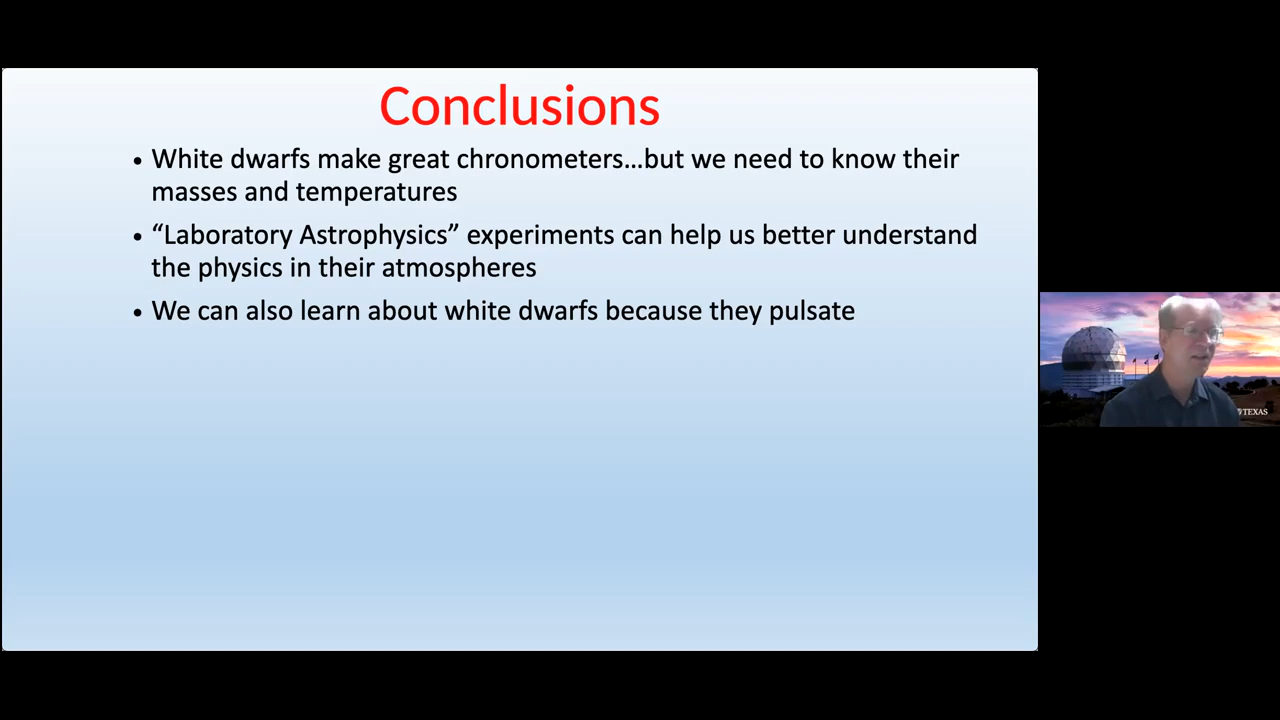 Conclusions
• White dwarfs make great chronometers…but we need to know their
masses and temperatures
• “Laboratory Astrophysics” experiments can help us better understand
the physics in their atmospheres
• We can also learn about white dwarfs because they pulsate
TEXAS